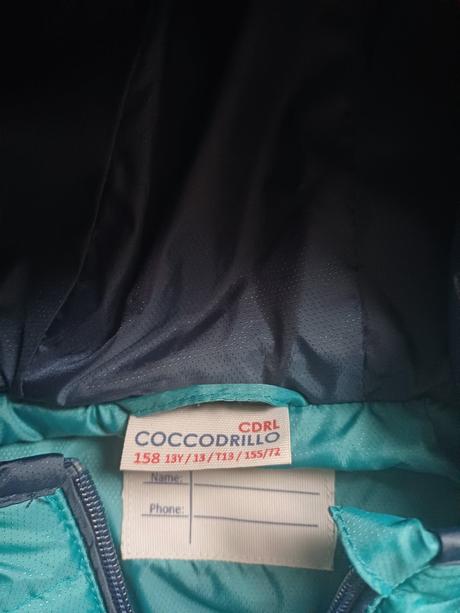 CDRL
COCCODRILLO
158 13Y / 13 / T13 / 155/72
Name:
Phone: